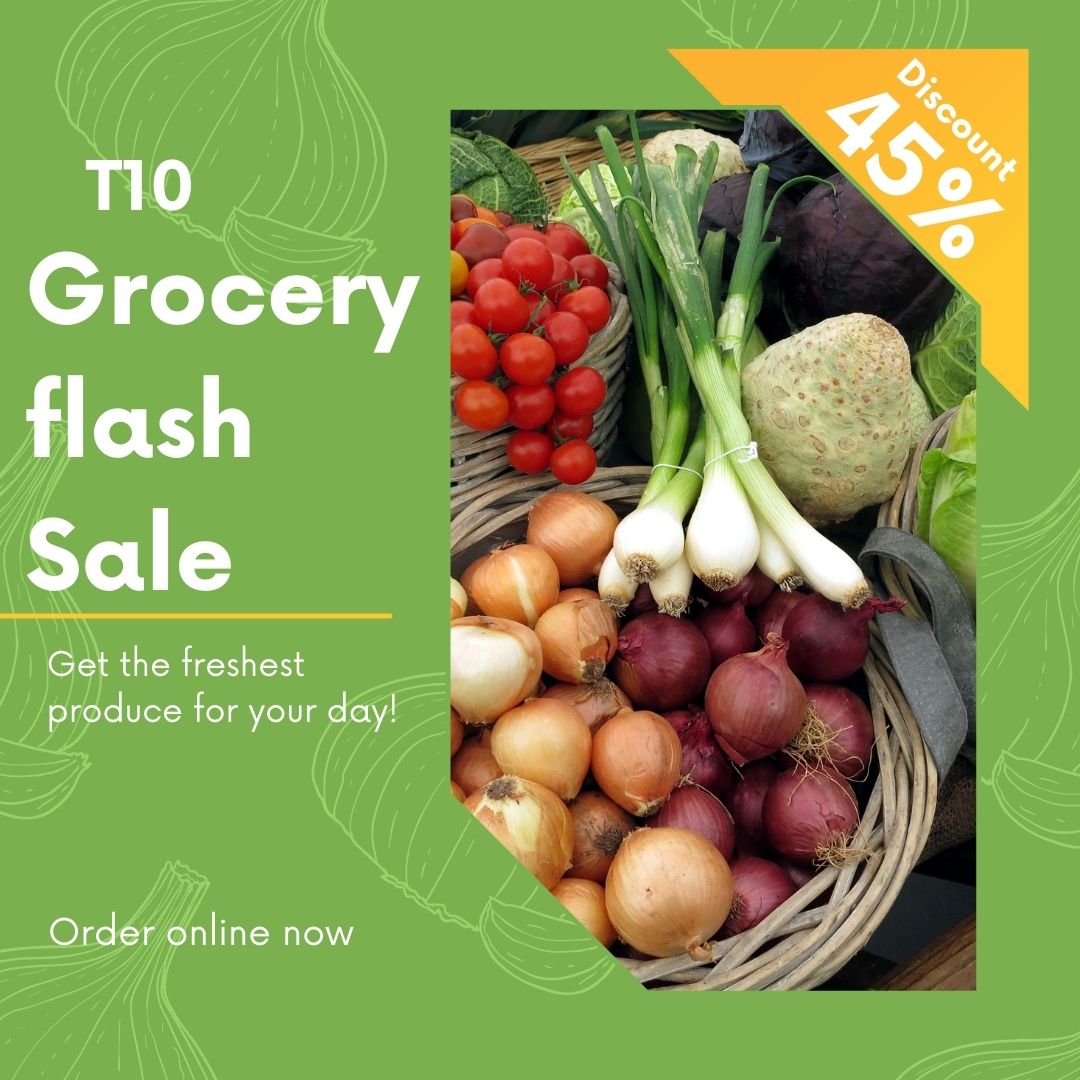 T10
Grocery
flash
Sale
Get the freshest
produce for your day!
Order online now
Discount
45%